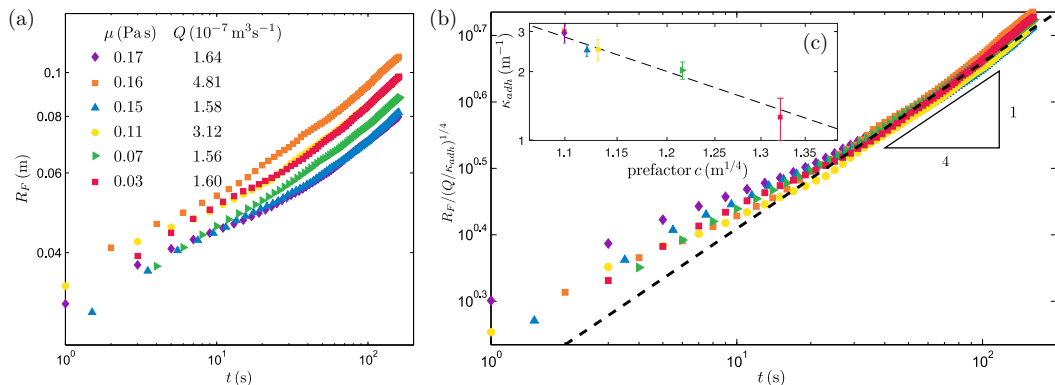 (a)
μ (Pa s) Q (10⁻⁷ m³s⁻¹)
0.17 1.64
0.16 4.81
0.15 1.58
0.11 3.12
0.07 1.56
0.03 1.60
R_F (m)
0.1
0.06
0.04
10⁰ 10¹ 10²
t (s)
(b)
R_F/(Q/κ_adh)^{1/4}
10^{0.7}
10^{0.6}
10^{0.5}
10^{0.4}
10^{0.3}
10⁰ 10¹ 10²
t (s)
1
4
(c)
κ_adh (m⁻¹)
3
2
1
1.1 1.15 1.2 1.25 1.3 1.35
prefactor c (m^{1/4})